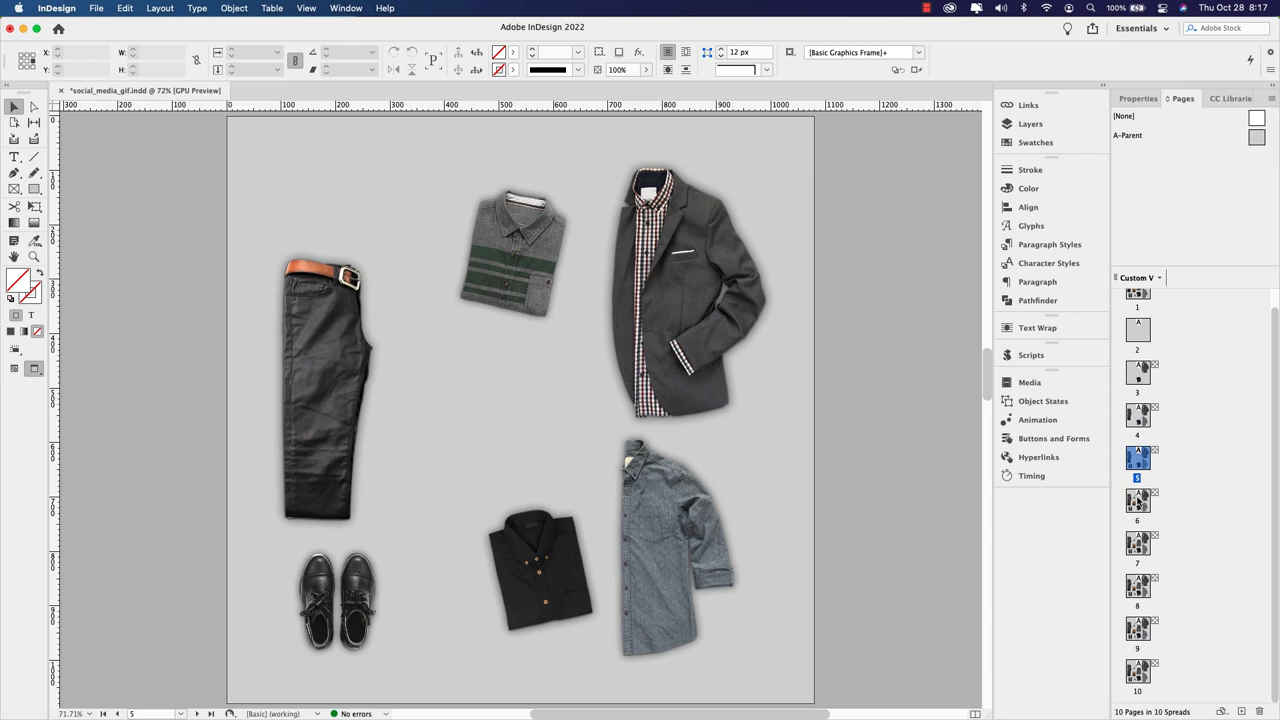 InDesign File Edit Layout Type Object Table View Window Help 100% Thu Oct 28 8:17
Adobe InDesign 2022 Essentials Adobe Stock
X: W: 12 px [Basic Graphics Frame]+
Y: H: 100%
*social_media_gif.indd @ 72% [GPU Preview]
300 200 100 0 100 200 300 400 500 600 700 800 900 1000 1100 1200 1300
Links
Layers
Swatches
Stroke
Color
Align
Glyphs
Paragraph Styles
Character Styles
Paragraph
Pathfinder
Text Wrap
Scripts
Media
Object States
Animation
Buttons and Forms
Hyperlinks
Timing
Properties Pages CC Librarie
[None]
A-Parent
Custom V
1
A
2
A
3
A
4
A
5
A
6
A
7
A
8
A
9
A
10
71.71% 5 [Basic] (working) No errors
10 Pages in 10 Spreads